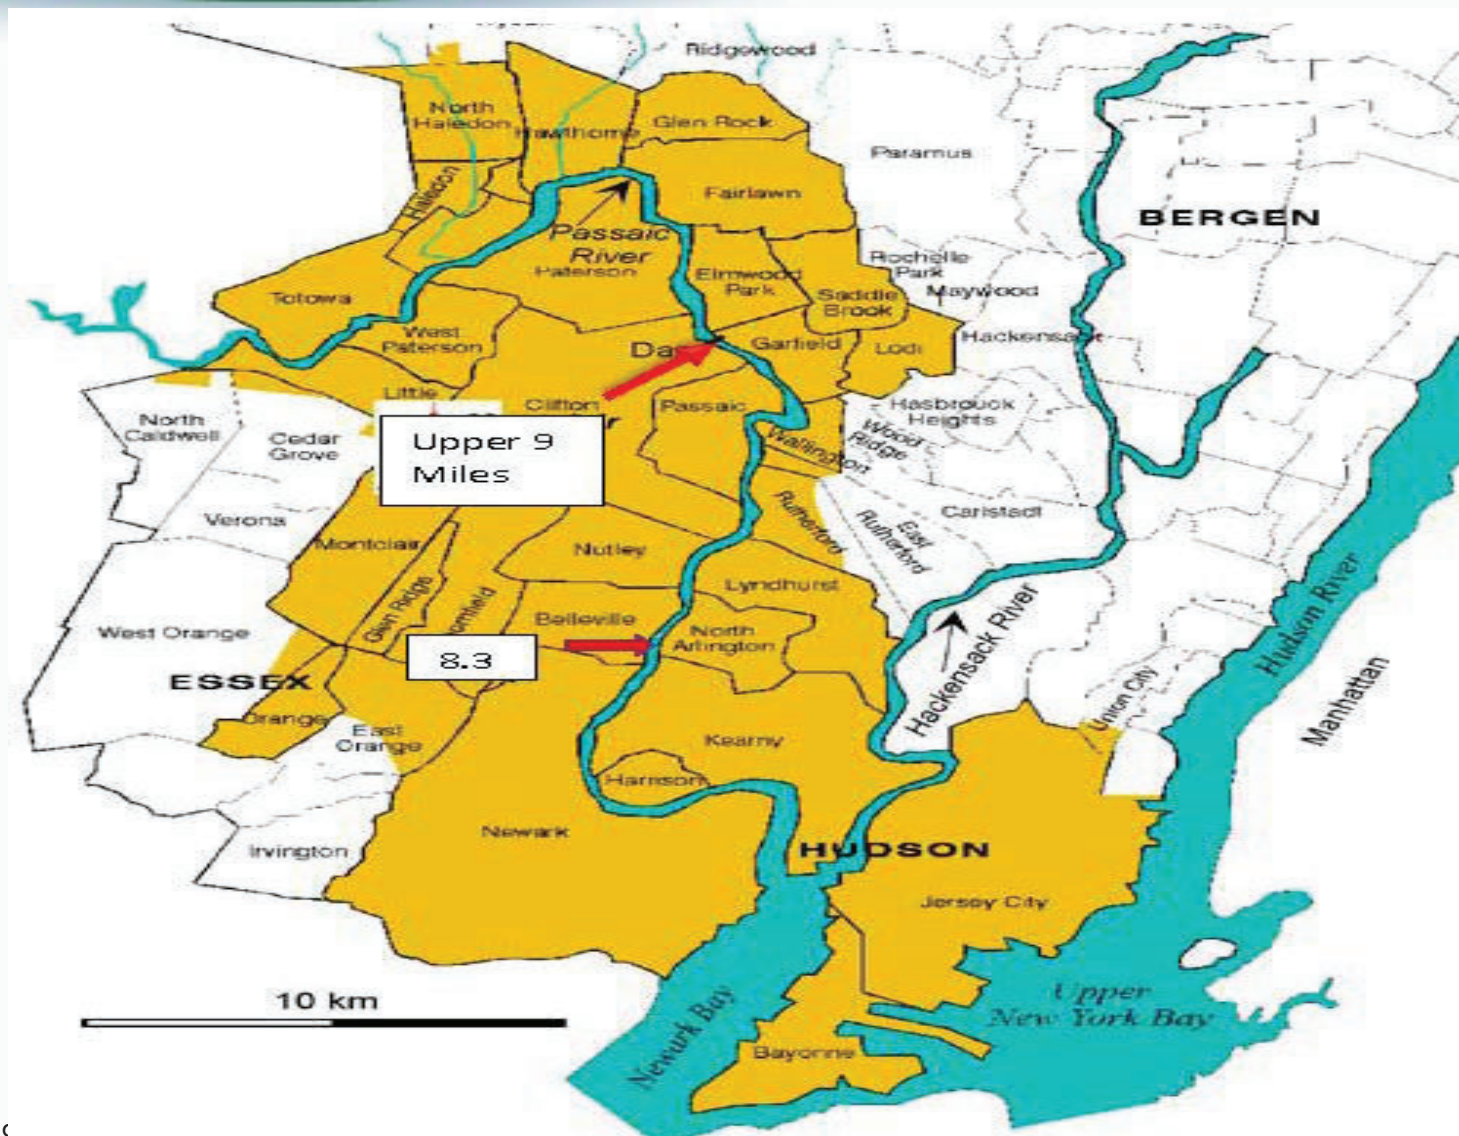 Ridgewood
North
Haledon
Hawthorne
Glen Rock
Paramus
Haledon
Fairlawn
BERGEN
Passaic
River
Paterson
Elmwood
Park
Rochelle
Park
Maywood
Totowa
Saddle
Brook
West
Paterson
Hackensack
Garfield
Lodi
Little
Clifton
Passaic
Hasbrouck
Heights
North
Caldwell
Cedar
Grove
Upper 9
Miles
Wallington
Wood
Ridge
Verona
Rutherford
East
Rutherford
Carlstadt
Montclair
Nutley
Lyndhurst
Glen Ridge
Belleville
North
Arlington
West Orange
8.3
ESSEX
Hackensack River
Hudson River
Manhattan
Union City
Orange
East
Orange
Kearny
Harrison
Newark
HUDSON
Irvington
Jersey City
10 km
Upper
New York Bay
Newark Bay
Bayonne